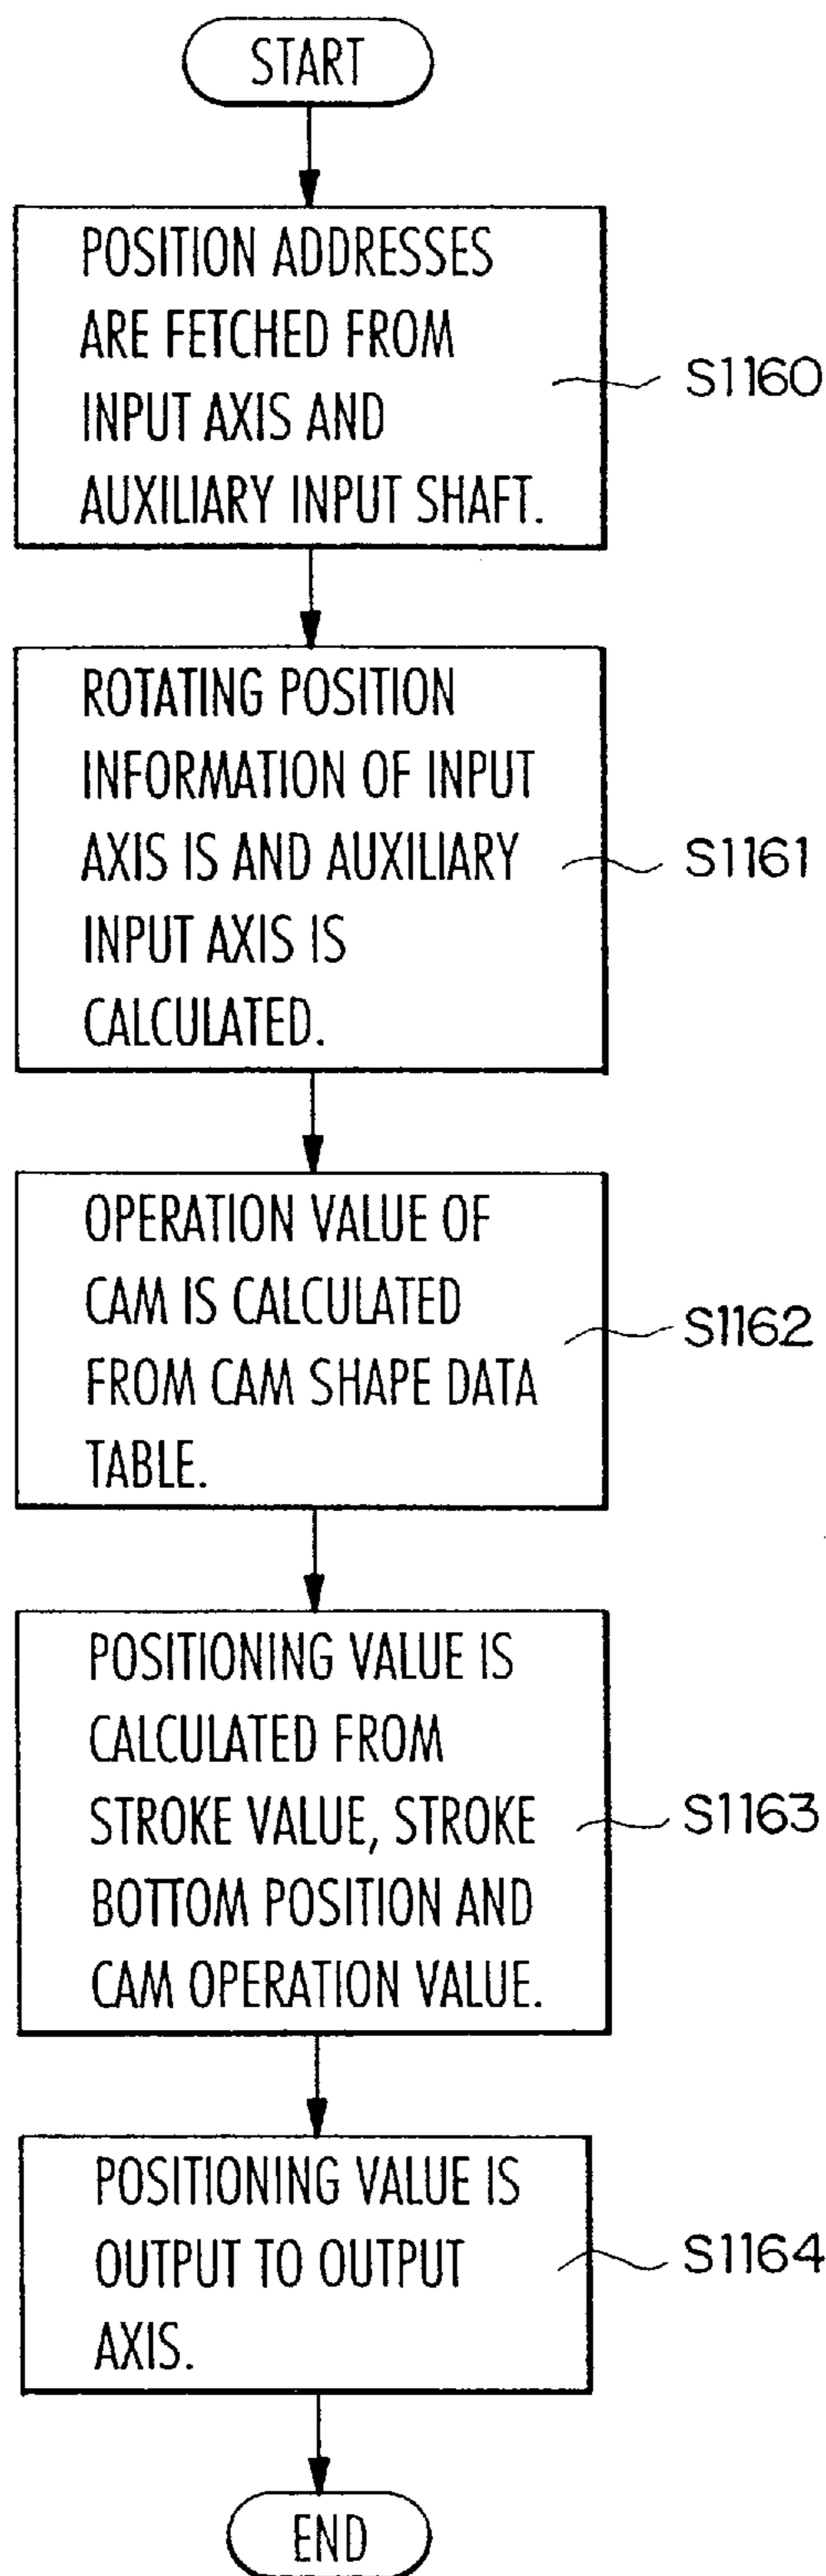 START
POSITION ADDRESSES
ARE FETCHED FROM
INPUT AXIS AND
AUXILIARY INPUT SHAFT.
S1160
ROTATING POSITION
INFORMATION OF INPUT
AXIS IS AND AUXILIARY
INPUT AXIS IS
CALCULATED.
S1161
OPERATION VALUE OF
CAM IS CALCULATED
FROM CAM SHAPE DATA
TABLE.
S1162
POSITIONING VALUE IS
CALCULATED FROM
STROKE VALUE, STROKE
BOTTOM POSITION AND
CAM OPERATION VALUE.
S1163
POSITIONING VALUE IS
OUTPUT TO OUTPUT
AXIS.
S1164
END